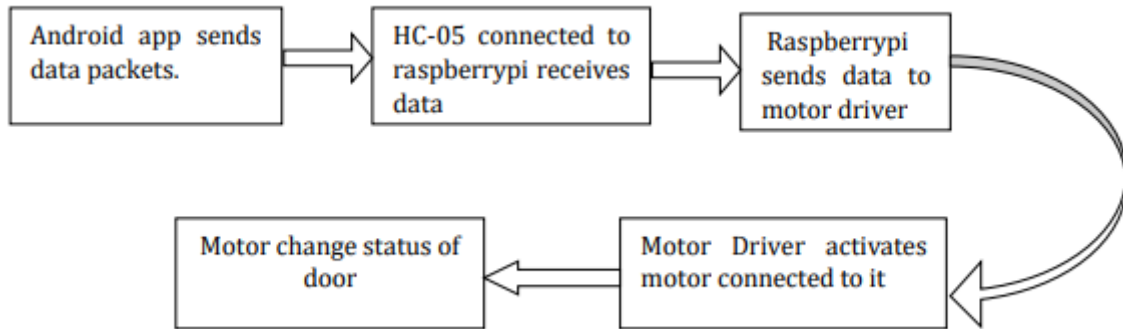 Android app sends
data packets.
HC-05 connected to
raspberrypi receives
data
Raspberrypi
sends data to
motor driver
Motor Driver activates
motor connected to it
Motor change status of
door